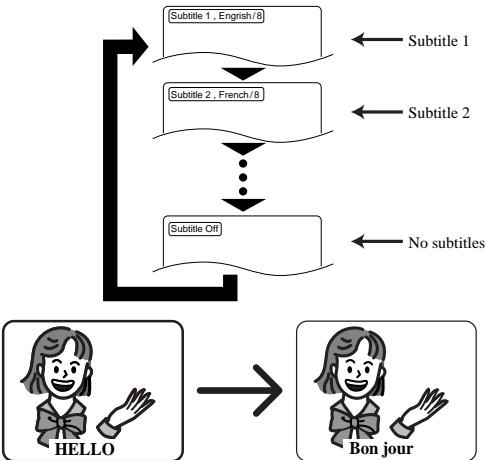 Subtitle 1 , Engrish/8
Subtitle 1
Subtitle 2 , French/8
Subtitle 2
Subtitle Off
No subtitles
HELLO
Bon jour